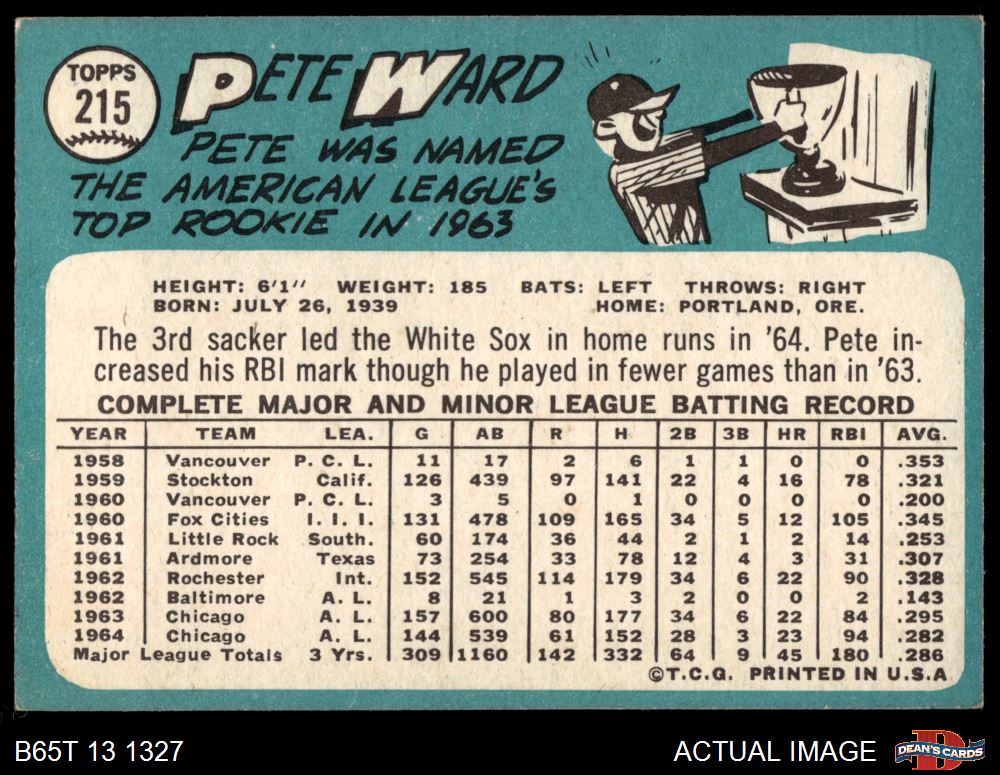 TOPPS
215
PETE WARD
PETE WAS NAMED
THE AMERICAN LEAGUE'S
TOP ROOKIE IN 1963
HEIGHT: 6'1" WEIGHT: 185 BATS: LEFT THROWS: RIGHT
BORN: JULY 26, 1939 HOME: PORTLAND, ORE.
The 3rd sacker led the White Sox in home runs in '64. Pete in-
creased his RBI mark though he played in fewer games than in '63.
COMPLETE MAJOR AND MINOR LEAGUE BATTING RECORD
YEAR TEAM LEA. G AB R H 2B 3B HR RBI AVG.
1958 Vancouver P. C. L. 11 17 2 6 1 1 0 0 .353
1959 Stockton Calif. 126 439 97 141 22 4 16 78 .321
1960 Vancouver P. C. L. 3 5 0 1 0 0 0 0 .200
1960 Fox Cities I. I. I. 131 478 109 165 34 5 12 105 .345
1961 Little Rock South. 60 174 36 44 2 1 2 14 .253
1961 Ardmore Texas 73 254 33 78 12 4 3 31 .307
1962 Rochester Int. 152 545 114 179 34 6 22 90 .328
1962 Baltimore A. L. 8 21 1 3 2 0 0 2 .143
1963 Chicago A. L. 157 600 80 177 34 6 22 84 .295
1964 Chicago A. L. 144 539 61 152 28 3 23 94 .282
Major League Totals 3 Yrs. 309 1160 142 332 64 9 45 180 .286
©T.C.G. PRINTED IN U.S.A
B65T 13 1327 ACTUAL IMAGE D DEAN'S CARDS